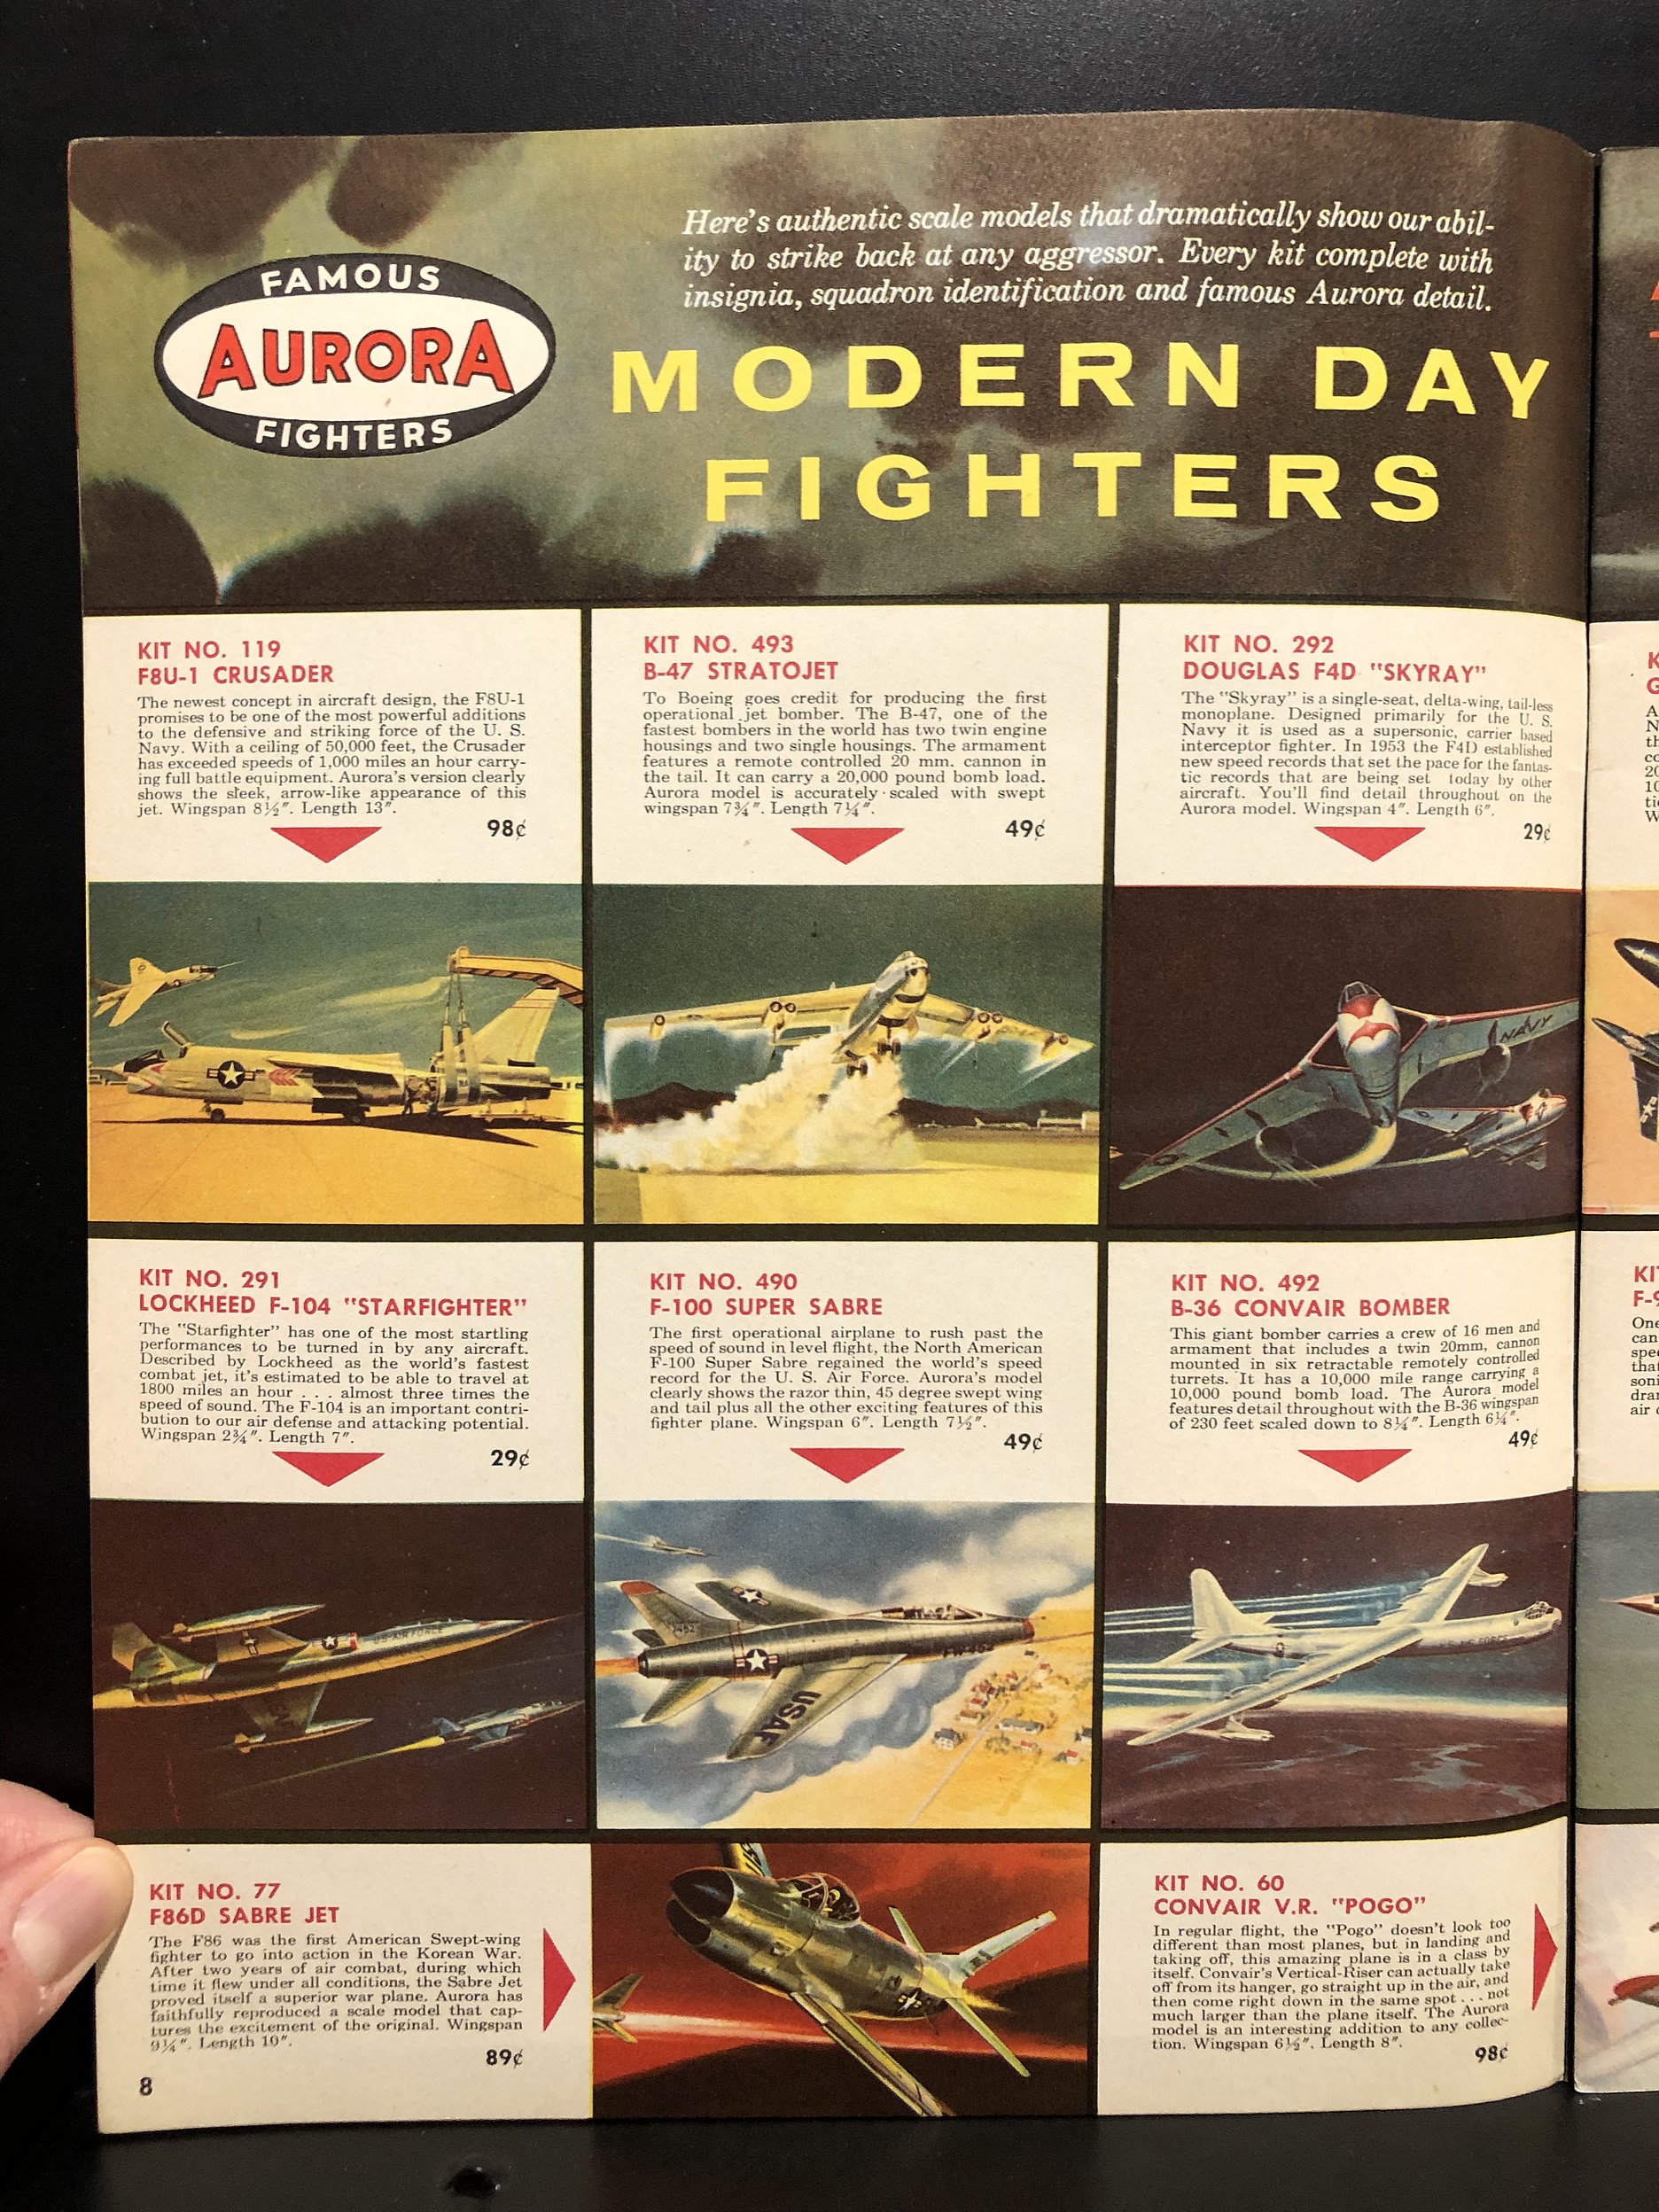 FAMOUS
AURORA
FIGHTERS
Here's authentic scale models that dramatically show our abil-
ity to strike back at any aggressor. Every kit complete with
insignia, squadron identification and famous Aurora detail.
MODERN DAY
FIGHTERS
KIT NO. 119
F8U-1 CRUSADER
The newest concept in aircraft design, the F8U-1
promises to be one of the most powerful additions
to the defensive and striking force of the U. S.
Navy. With a ceiling of 50,000 feet, the Crusader
has exceeded speeds of 1,000 miles an hour carry-
ing full battle equipment. Aurora's version clearly
shows the sleek, arrow-like appearance of this
jet. Wingspan 8½". Length 13".
98¢
KIT NO. 493
B-47 STRATOJET
To Boeing goes credit for producing the first
operational jet bomber. The B-47, one of the
fastest bombers in the world has two twin engine
housings and two single housings. The armament
features a remote controlled 20 mm. cannon in
the tail. It can carry a 20,000 pound bomb load.
Aurora model is accurately scaled with swept
wingspan 7¾". Length 7¼".
49¢
KIT NO. 292
DOUGLAS F4D "SKYRAY"
The "Skyray" is a single-seat, delta-wing, tail-less
monoplane. Designed primarily for the U. S.
Navy it is used as a supersonic, carrier based
interceptor fighter. In 1953 the F4D established
new speed records that set the pace for the fantas-
tic records that are being set today by other
aircraft. You'll find detail throughout on the
Aurora model. Wingspan 4". Length 6".
29¢
NAVY
KIT NO. 291
LOCKHEED F-104 "STARFIGHTER"
The "Starfighter" has one of the most startling
performances to be turned in by any aircraft.
Described by Lockheed as the world's fastest
combat jet, it's estimated to be able to travel at
1800 miles an hour . . . almost three times the
speed of sound. The F-104 is an important contri-
bution to our air defense and attacking potential.
Wingspan 2¾". Length 7".
29¢
KIT NO. 490
F-100 SUPER SABRE
The first operational airplane to rush past the
speed of sound in level flight, the North American
F-100 Super Sabre regained the world's speed
record for the U. S. Air Force. Aurora's model
clearly shows the razor thin, 45 degree swept wing
and tail plus all the other exciting features of this
fighter plane. Wingspan 6". Length 7½".
49¢
KIT NO. 492
B-36 CONVAIR BOMBER
This giant bomber carries a crew of 16 men and
armament that includes a twin 20mm, cannon
mounted in six retractable remotely controlled
turrets. It has a 10,000 mile range carrying a
10,000 pound bomb load. The Aurora model
features detail throughout with the B-36 wingspan
of 230 feet scaled down to 8¼". Length 6¼".
49¢
U.S. AIR FORCE
FW-452
USAF
KIT NO. 77
F86D SABRE JET
The F86 was the first American Swept-wing
fighter to go into action in the Korean War.
After two years of air combat, during which
time it flew under all conditions, the Sabre Jet
proved itself a superior war plane. Aurora has
faithfully reproduced a scale model that cap-
tures the excitement of the original. Wingspan
9¼". Length 10".
89¢
8
KIT NO. 60
CONVAIR V.R. "POGO"
In regular flight, the "Pogo" doesn't look too
different than most planes, but in landing and
taking off, this amazing plane is in a class by
itself. Convair's Vertical-Riser can actually take
off from its hanger, go straight up in the air, and
then come right down in the same spot . . . not
much larger than the plane itself. The Aurora
model is an interesting addition to any collec-
tion. Wingspan 6½". Length 8".
98¢